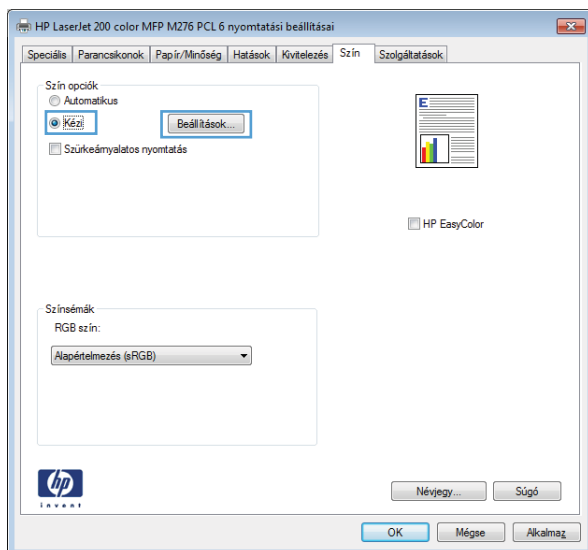 HP LaserJet 200 color MFP M276 PCL 6 nyomtatási beállításai
Speciális Parancsikonok Papír/Minőség Hatások Kivitelezés Szín Szolgáltatások
Szín opciók
Automatikus
Kézi Beállítások...
Szürkeárnyalatos nyomtatás
E
HP EasyColor
Színsémák
RGB szín:
Alapértelmezés (sRGB)
hp
invent
Névjegy... Súgó
OK Mégse Alkalmaz